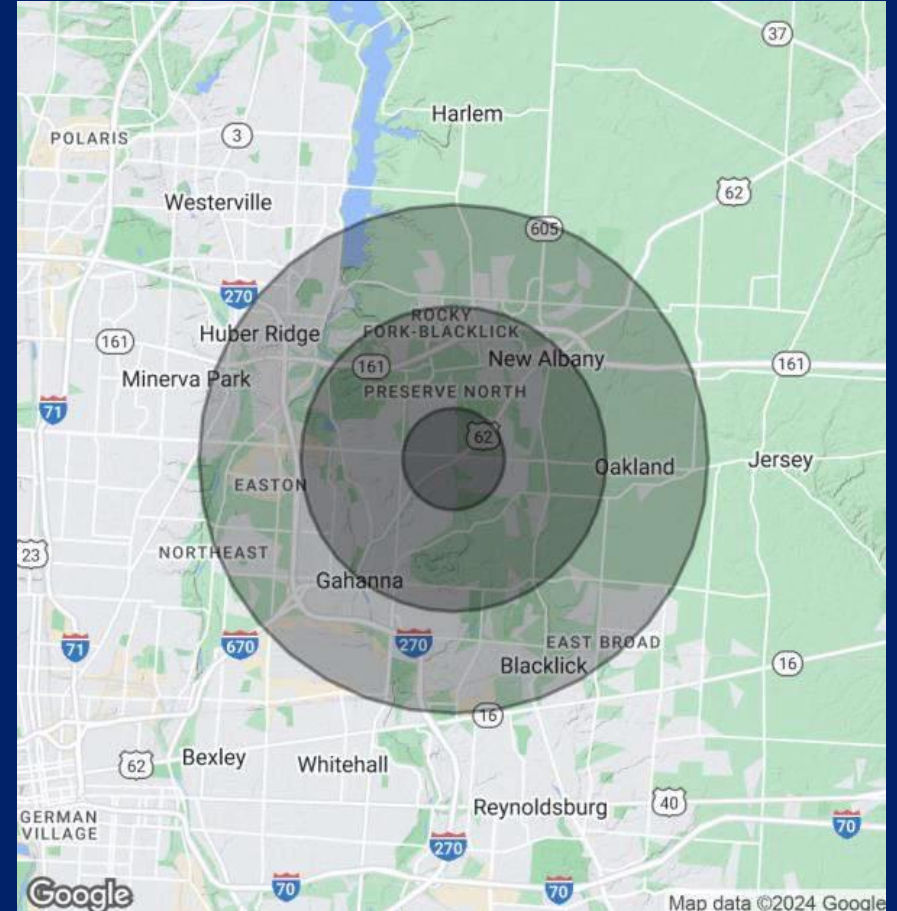 37
Harlem
3
POLARIS
62
Westerville
605
270
ROCKY
FORK-BLACKLICK
Huber Ridge
161
New Albany
161
161
Minerva Park
PRESERVE NORTH
71
62
Jersey
Oakland
EASTON
NORTHEAST
23
Gahanna
270
EAST BROAD
670
71
Blacklick
16
16
Bexley
62
Whitehall
Reynoldsburg
40
GERMAN
VILLAGE
70
270
70
70
Google
Map data ©2024 Google